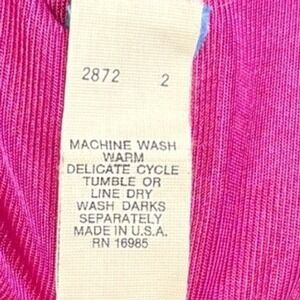 2872 2
MACHINE WASH
WARM
DELICATE CYCLE
TUMBLE OR
LINE DRY
WASH DARKS
SEPARATELY
MADE IN U.S.A.
RN 16985